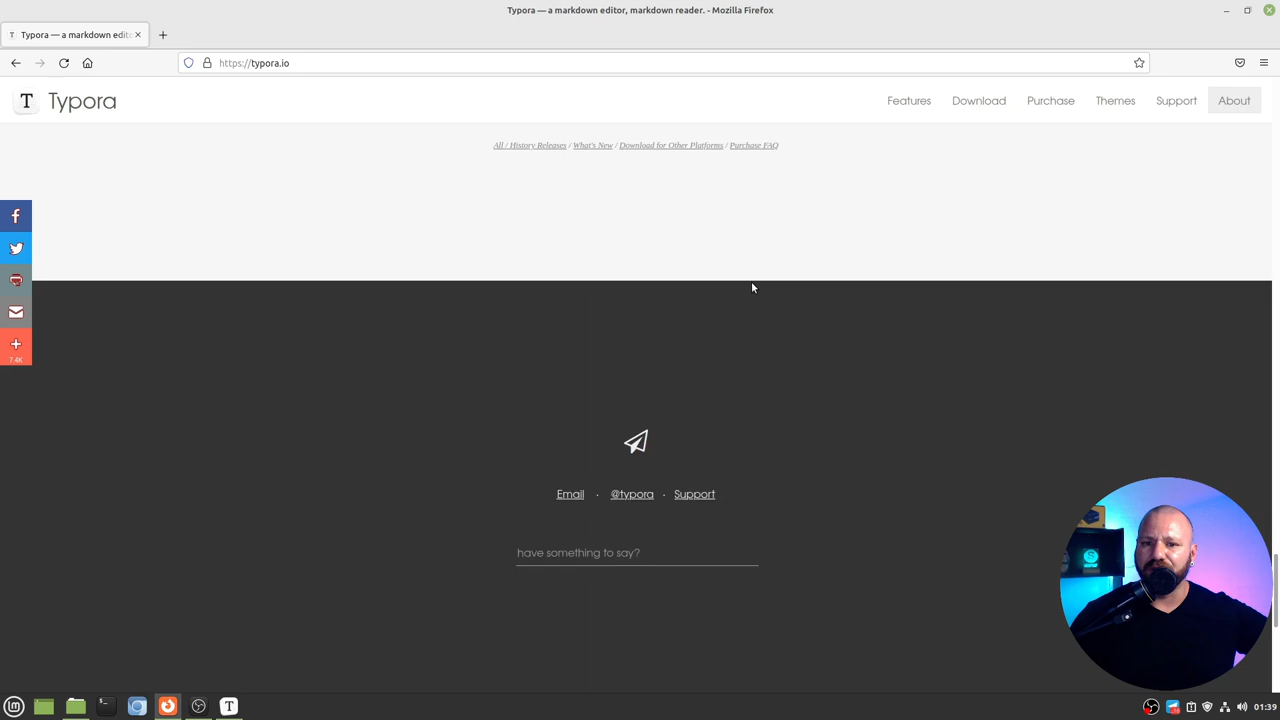 Typora — a markdown editor, markdown reader. - Mozilla Firefox
T Typora — a markdown edit
https://typora.io
T Typora
Features Download Purchase Themes Support About
All / History Releases / What's New / Download for Other Platforms / Purchase FAQ
7.4K
Email · @typora · Support
have something to say?
T 01:39